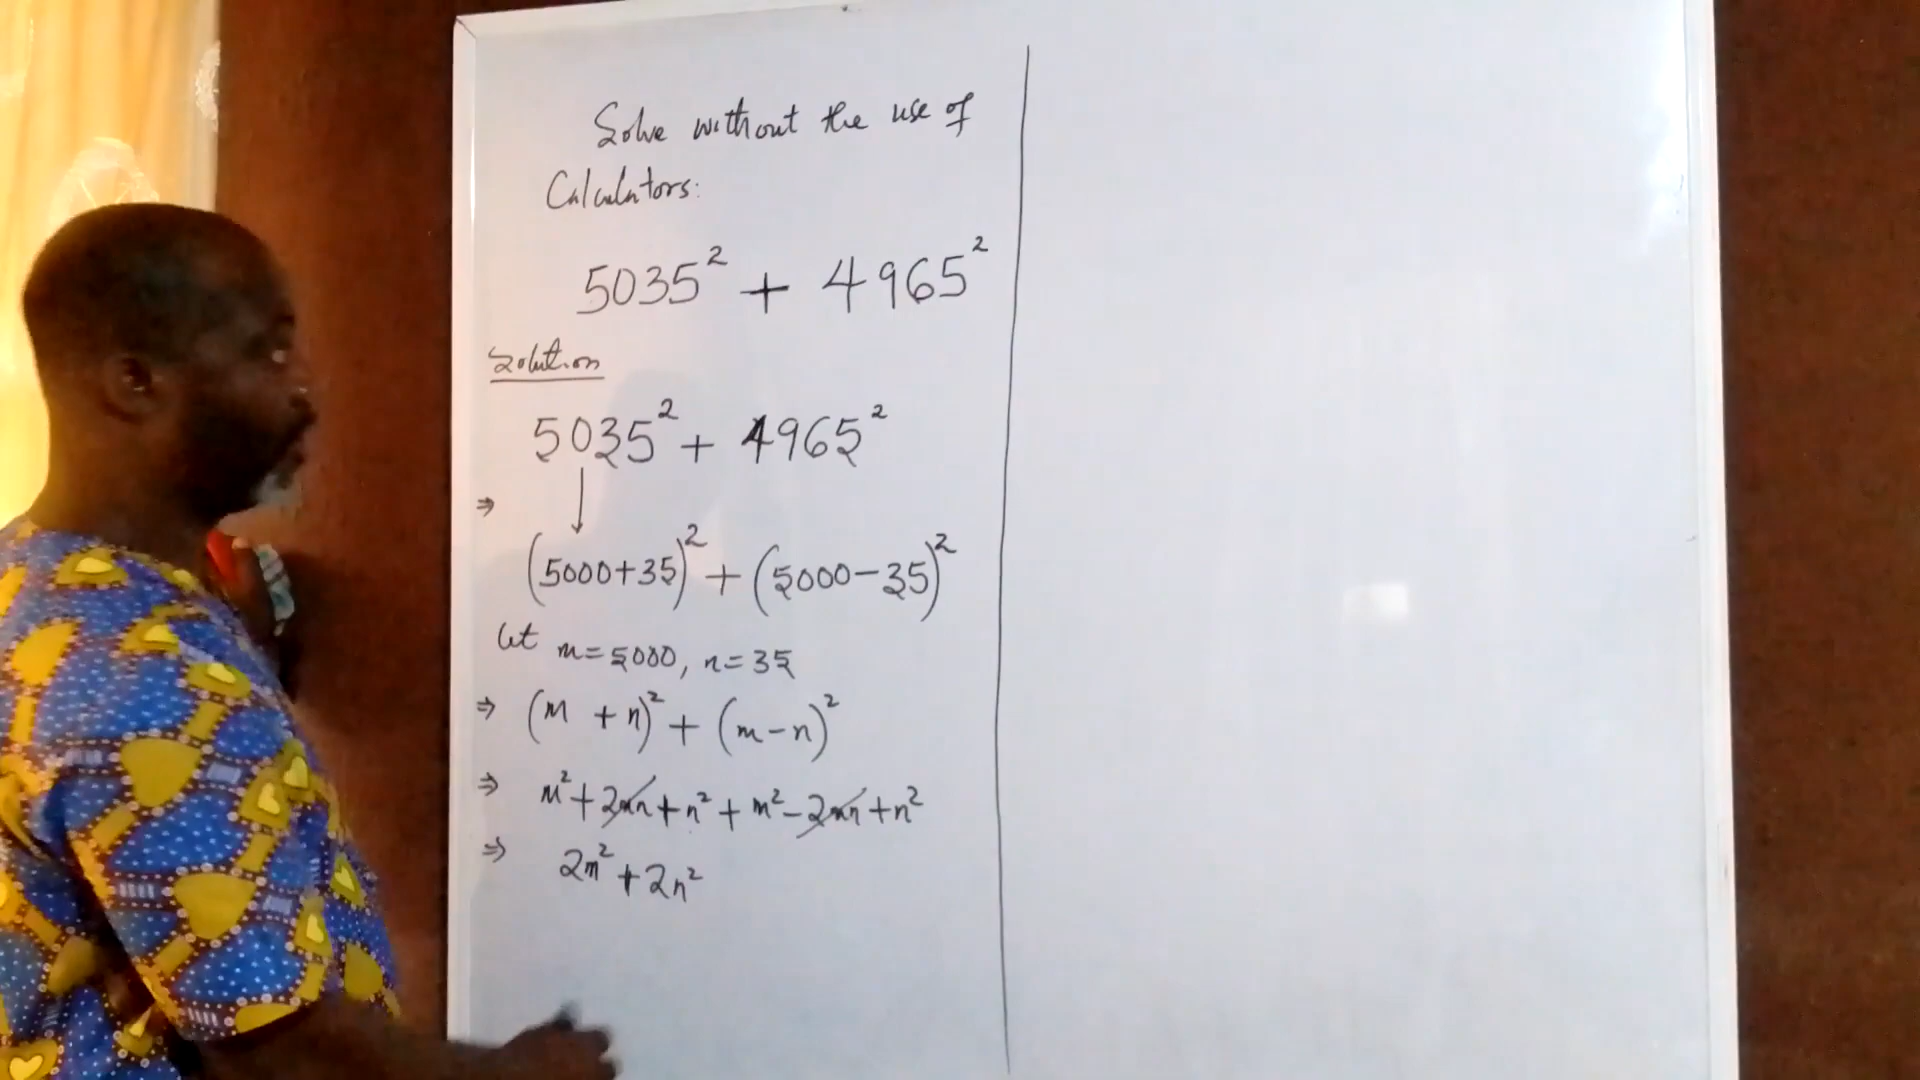 Solve without the use of
Calculators:
5035² + 4965²
Solution
5035² + 4965²
⇒ ↓
(5000+35)² + (5000-35)²
let m=5000, n=35
⇒ (m + n)² + (m-n)²
⇒ m² + 2mn + n² + m² - 2mn + n²
⇒ 2m² + 2n²